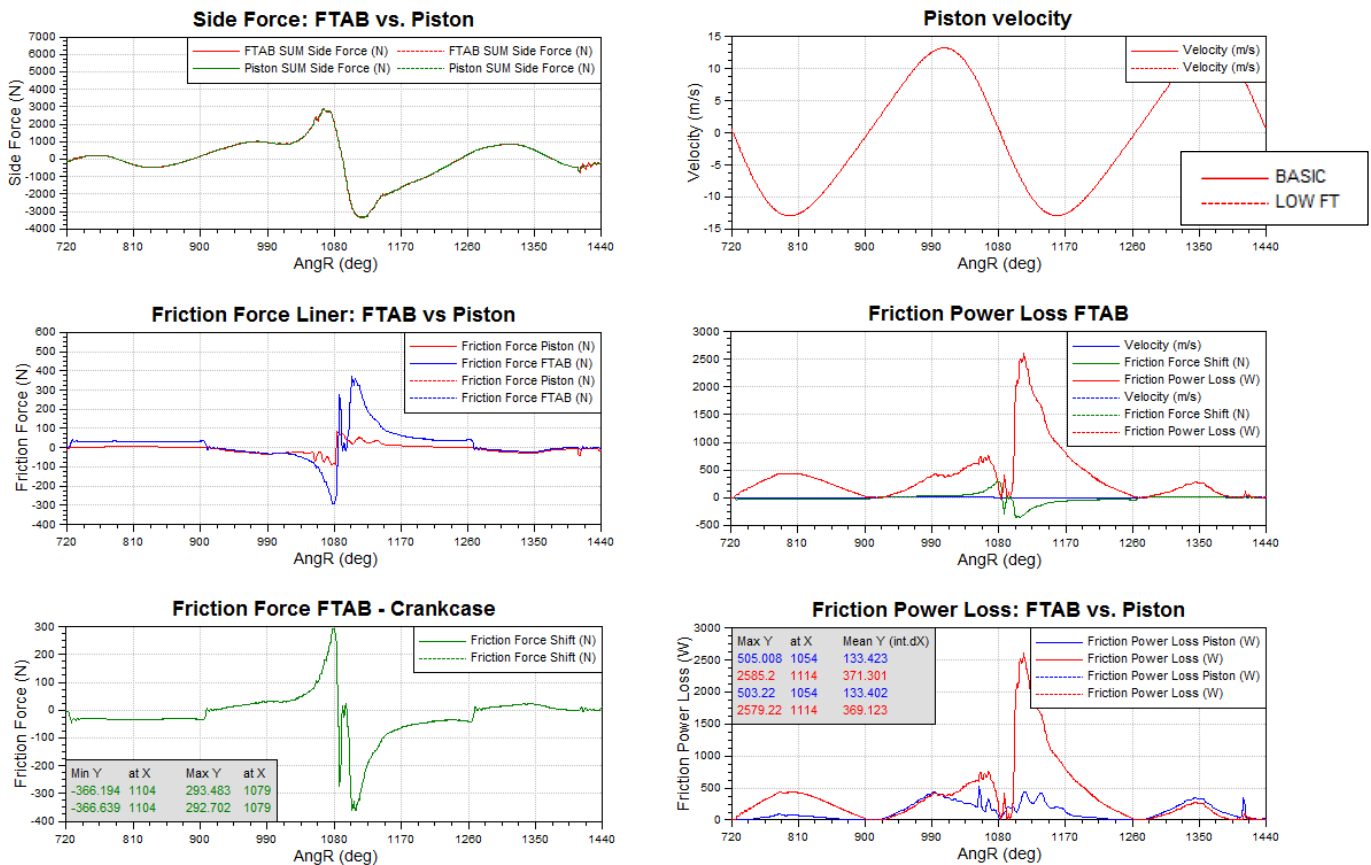 Side Force: FTAB vs. Piston
Side Force (N)
7000
6000
5000
4000
3000
2000
1000
0
-1000
-2000
-3000
-4000
FTAB SUM Side Force (N) FTAB SUM Side Force (N)
Piston SUM Side Force (N) Piston SUM Side Force (N)
720 810 900 990 1080 1170 1260 1350 1440
AngR (deg)
Piston velocity
Velocity (m/s)
15
10
5
0
-5
-10
-15
Velocity (m/s)
Velocity (m/s)
BASIC
LOW FT
720 810 900 990 1080 1170 1260 1350 1440
AngR (deg)
Friction Force Liner: FTAB vs Piston
Friction Force (N)
600
500
400
300
200
100
0
-100
-200
-300
-400
Friction Force Piston (N)
Friction Force FTAB (N)
Friction Force Piston (N)
Friction Force FTAB (N)
720 810 900 990 1080 1170 1260 1350 1440
AngR (deg)
Friction Power Loss FTAB
3000
2500
2000
1500
1000
500
0
-500
Velocity (m/s)
Friction Force Shift (N)
Friction Power Loss (W)
Velocity (m/s)
Friction Force Shift (N)
Friction Power Loss (W)
720 810 900 990 1080 1170 1260 1350 1440
AngR (deg)
Friction Force FTAB - Crankcase
Friction Force (N)
300
200
100
0
-100
-200
-300
-400
Friction Force Shift (N)
Friction Force Shift (N)
Min Y at X Max Y at X
-366.194 1104 293.483 1079
-366.639 1104 292.702 1079
720 810 900 990 1080 1170 1260 1350 1440
AngR (deg)
Friction Power Loss: FTAB vs. Piston
Friction Power Loss (W)
3000
2500
2000
1500
1000
500
0
Max Y at X Mean Y (int.dX)
505.008 1054 133.423
2585.2 1114 371.301
503.22 1054 133.402
2579.22 1114 369.123
Friction Power Loss Piston (W)
Friction Power Loss (W)
Friction Power Loss Piston (W)
Friction Power Loss (W)
720 810 900 990 1080 1170 1260 1350 1440
AngR (deg)